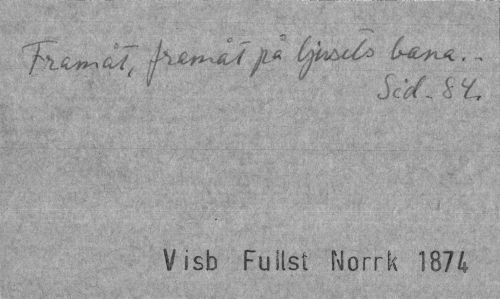 Framåt, framåt på ljusets bana..
Sid. 84.
Visb Fullst Norrk 1874